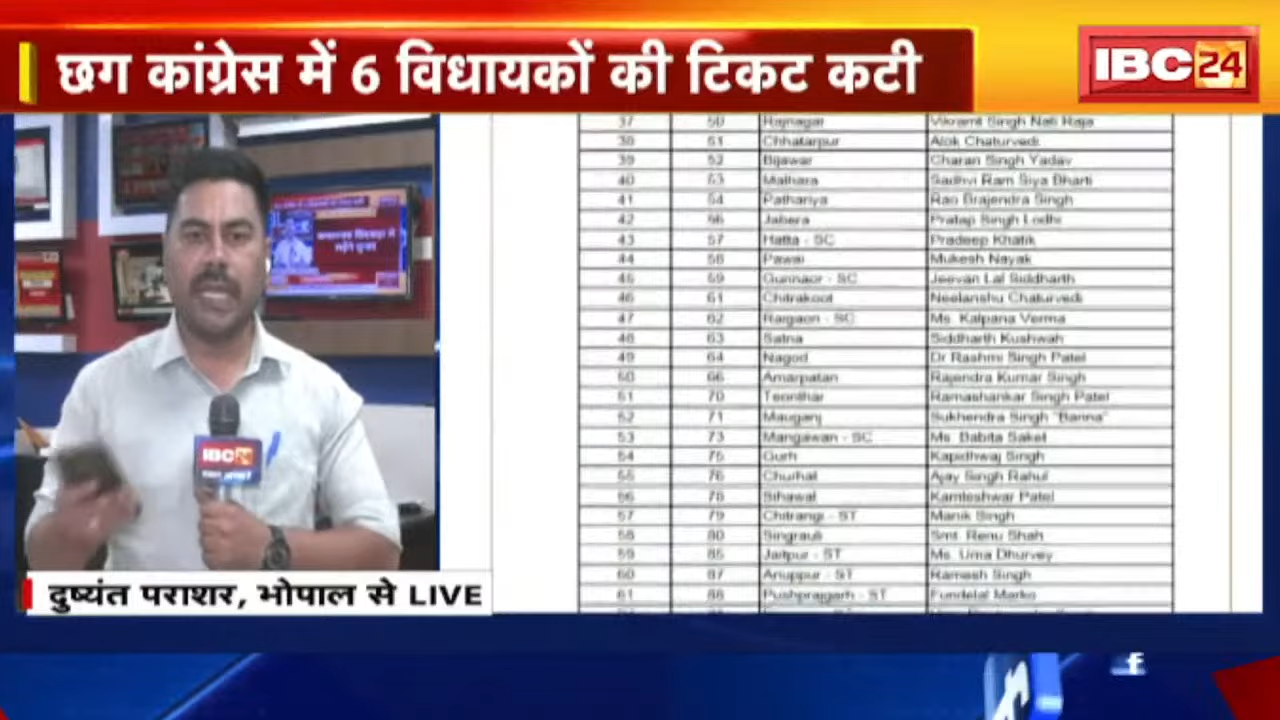 छग कांग्रेस में 6 विधायकों की टिकट कटी
IBC24
37 50 Rajnagar Vikramt Singh Nati Raja
38 51 Chhatarpur Alok Chaturvedi
39 52 Bijawar Charan Singh Yadav
40 53 Malhara Sadhvi Ram Siya Bharti
41 54 Pathariya Rao Brajendra Singh
42 56 Jabera Pratap Singh Lodhi
43 57 Hatta - SC Pradeep Khatik
44 58 Pawai Mukesh Nayak
45 59 Gunnaor - SC Jeevan Lal Siddharth
46 61 Chitrakoot Neelanshu Chaturvedi
47 62 Raigaon - SC Ms. Kalpana Verma
48 63 Satna Siddharth Kushwah
49 64 Nagod Dr Rashmi Singh Patel
50 66 Amarpatan Rajendra Kumar Singh
51 70 Teonthar Ramashankar Singh Patel
52 71 Mauganj Sukhendra Singh "Banna"
53 73 Mangawan - SC Ms. Babita Saket
54 75 Gurh Kapidhwaj Singh
55 76 Churhat Ajay Singh Rahul
56 78 Sihawal Kamleshwar Patel
57 79 Chitrangi - ST Manik Singh
58 80 Singrauli Smt. Renu Shah
59 85 Jaitpur - ST Ms. Uma Dhurvey
60 87 Anuppur - ST Ramesh Singh
61 88 Pushprajgarh - ST Fundelal Marko
IBC24
दुष्यंत पराशर, भोपाल से LIVE
f